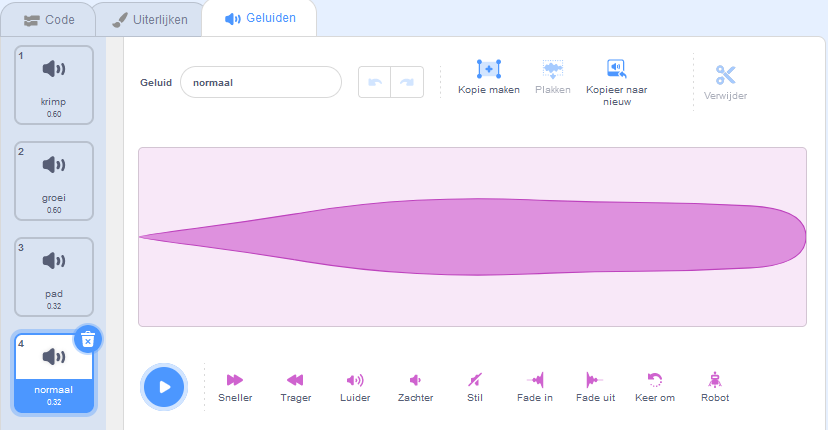 Code
Uiterlijken
Geluiden
1
krimp
0.60
2
groei
0.60
3
pad
0.32
4
normaal
0.32
Geluid
normaal
Kopie maken
Plakken
Kopieer naar
nieuw
Verwijder
Sneller
Trager
Luider
Zachter
Stil
Fade in
Fade uit
Keer om
Robot